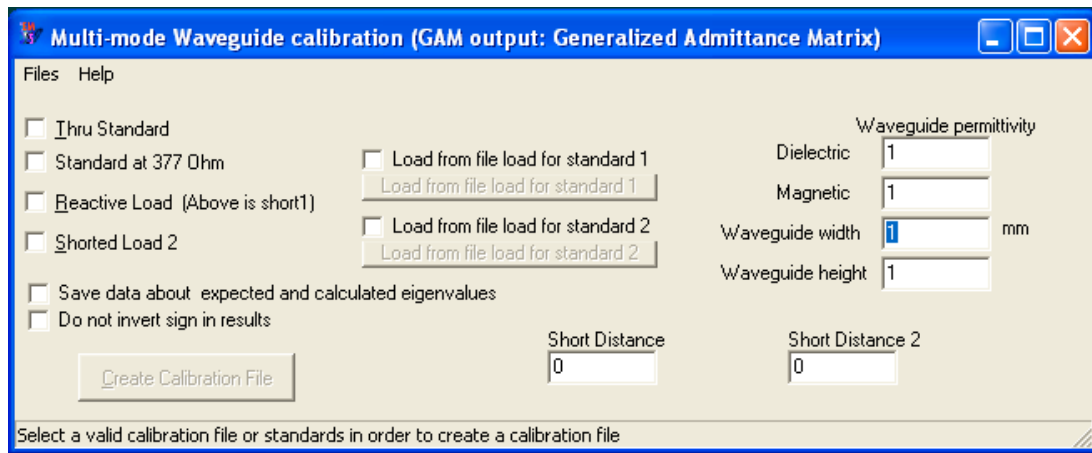 Multi-mode Waveguide calibration (GAM output: Generalized Admittance Matrix)
Files Help
Thru Standard
Standard at 377 Ohm
Reactive Load (Above is short1)
Shorted Load 2
Load from file load for standard 1
Load from file load for standard 1
Load from file load for standard 2
Load from file load for standard 2
Waveguide permittivity
Dielectric 1
Magnetic 1
Waveguide width 1 mm
Waveguide height 1
Save data about expected and calculated eigenvalues
Do not invert sign in results
Short Distance
0
Short Distance 2
0
Create Calibration File
Select a valid calibration file or standards in order to create a calibration file